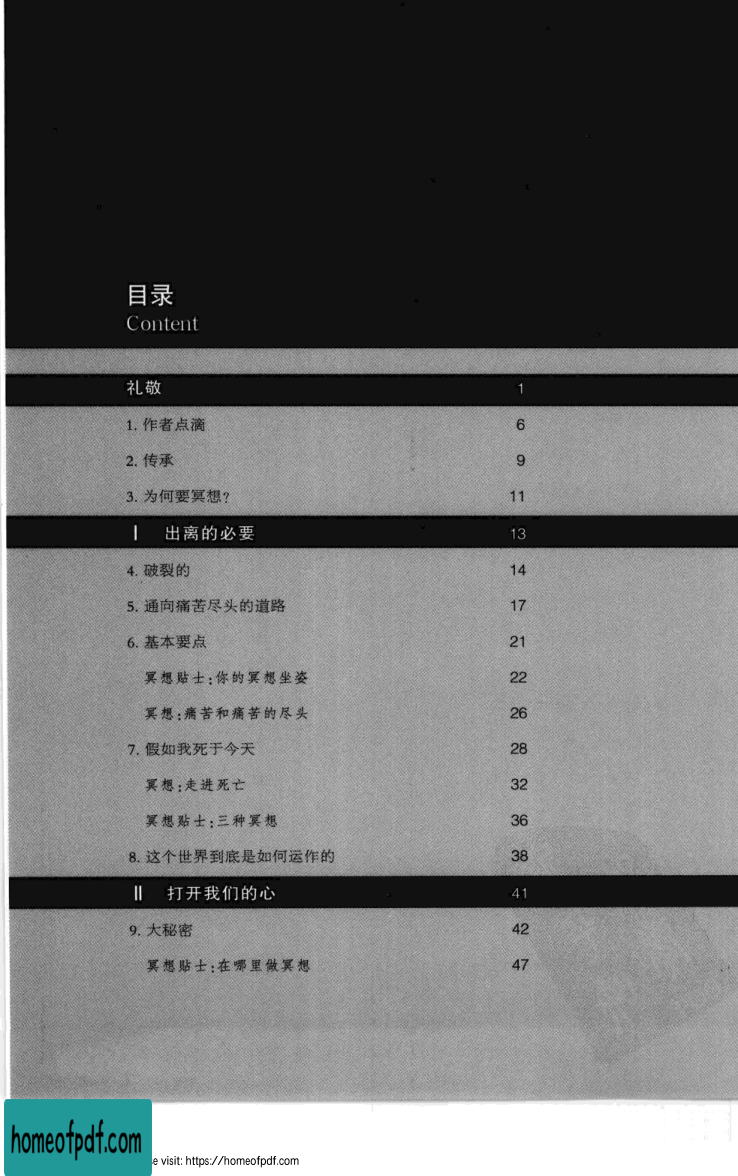 目录
Content
礼敬 1
1. 作者点滴 6
2. 传承 9
3. 为何要冥想? 11
Ⅰ 出离的必要 13
4. 破裂的 14
5. 通向痛苦尽头的道路 17
6. 基本要点 21
冥想贴士:你的冥想坐姿 22
冥想:痛苦和痛苦的尽头 26
7. 假如我死于今天 28
冥想:走进死亡 32
冥想贴士:三种冥想 36
8. 这个世界到底是如何运作的 38
Ⅱ 打开我们的心 41
9. 大秘密 42
冥想贴士:在哪里做冥想 47
homeofpdf.com
e visit: https://homeofpdf.com